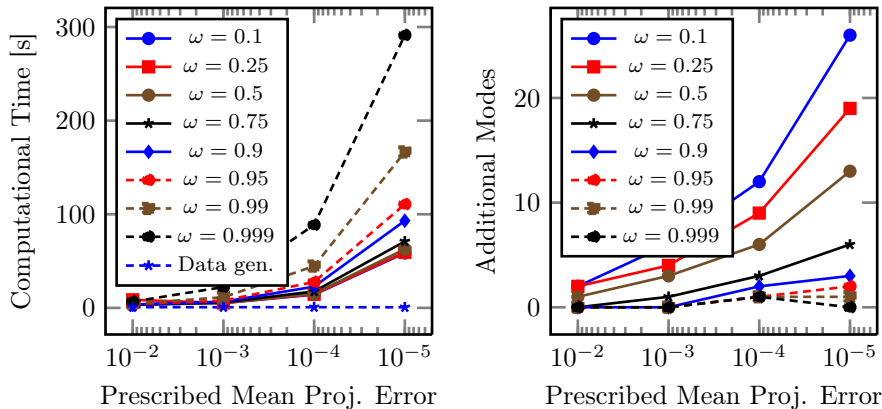 Computational Time [s]
300
200
100
0
ω = 0.1
ω = 0.25
ω = 0.5
ω = 0.75
ω = 0.9
ω = 0.95
ω = 0.99
ω = 0.999
Data gen.
10⁻² 10⁻³ 10⁻⁴ 10⁻⁵
Prescribed Mean Proj. Error
Additional Modes
20
10
0
ω = 0.1
ω = 0.25
ω = 0.5
ω = 0.75
ω = 0.9
ω = 0.95
ω = 0.99
ω = 0.999
10⁻² 10⁻³ 10⁻⁴ 10⁻⁵
Prescribed Mean Proj. Error